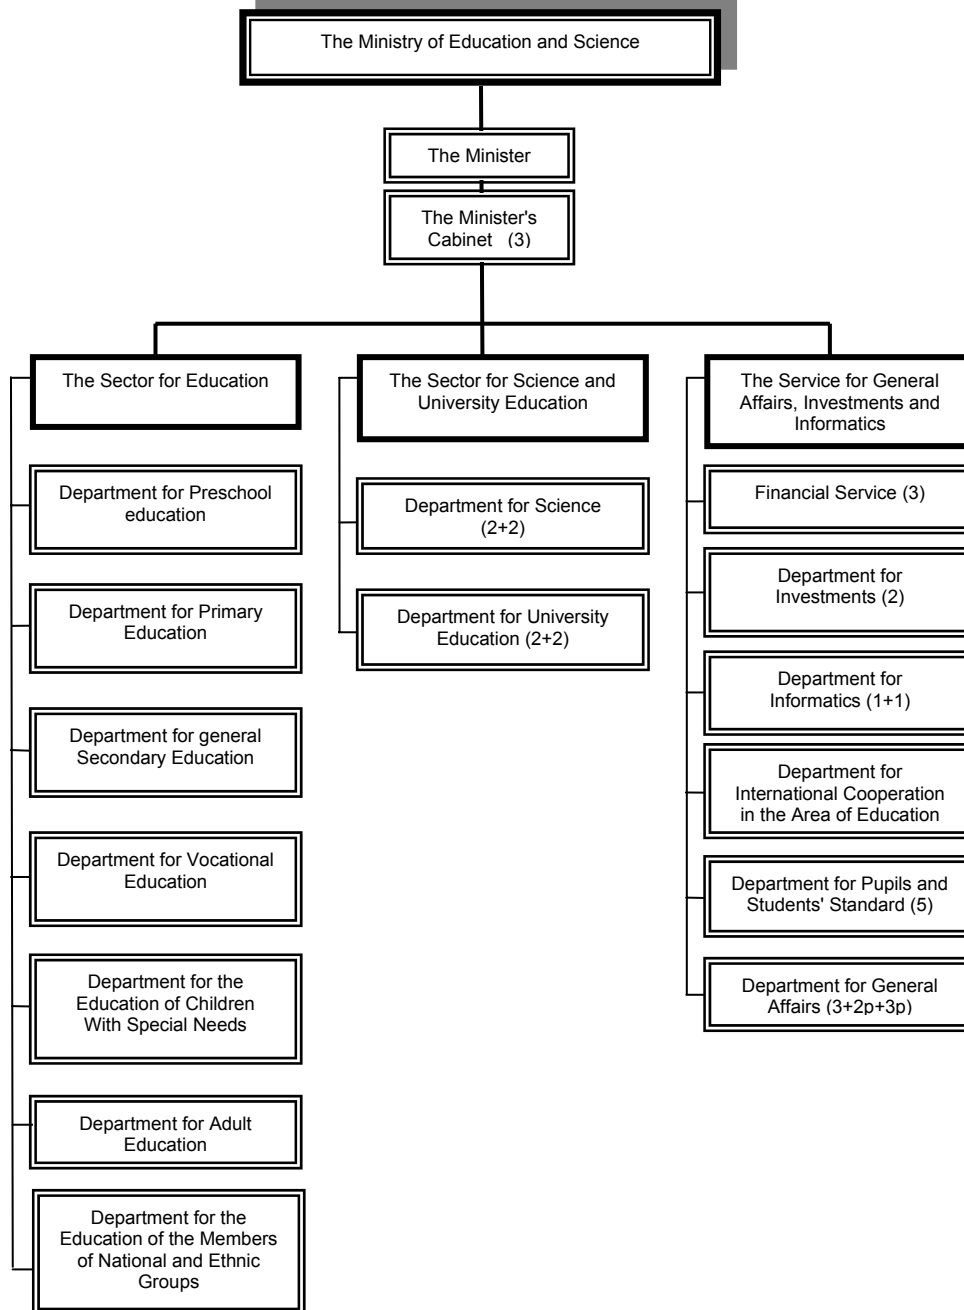 The Ministry of Education and Science
The Minister
The Minister's
Cabinet (3)
The Sector for Education
Department for Preschool
education
Department for Primary
Education
Department for general
Secondary Education
Department for Vocational
Education
Department for the
Education of Children
With Special Needs
Department for Adult
Education
Department for the
Education of the Members
of National and Ethnic
Groups
The Sector for Science and
University Education
Department for Science
(2+2)
Department for University
Education (2+2)
The Service for General
Affairs, Investments and
Informatics
Financial Service (3)
Department for
Investments (2)
Department for
Informatics (1+1)
Department for
International Cooperation
in the Area of Education
Department for Pupils and
Students' Standard (5)
Department for General
Affairs (3+2p+3p)